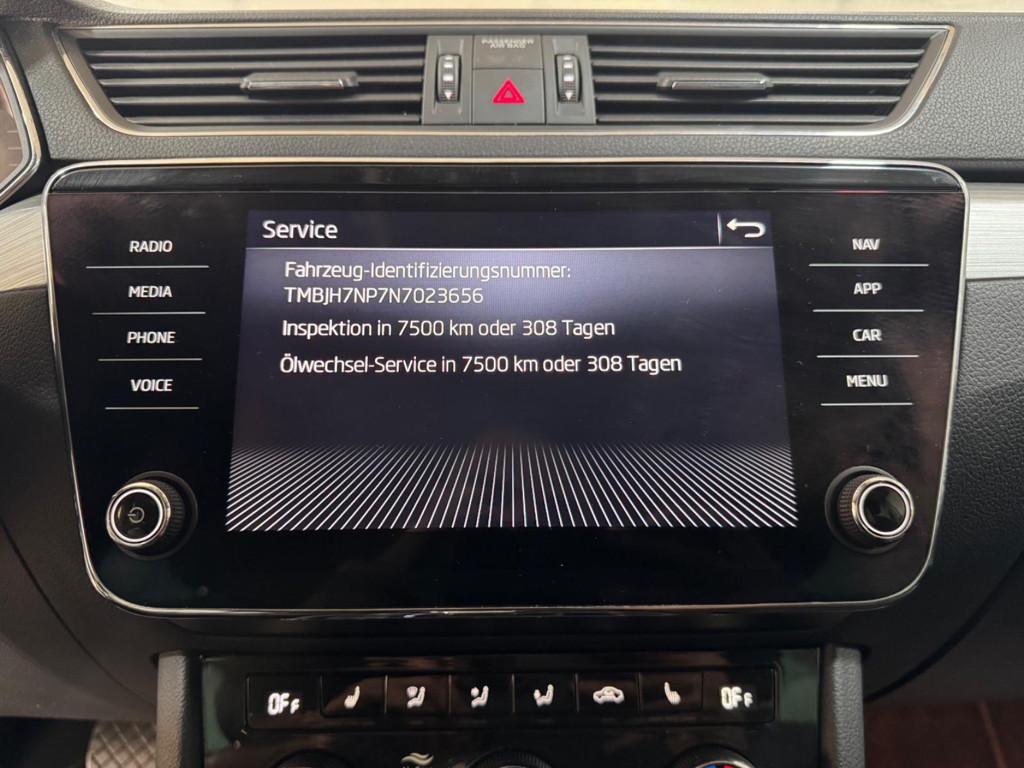 PASSENGER
AIR BAG
Service
RADIO
MEDIA
PHONE
VOICE
Fahrzeug-Identifizierungsnummer:
TMBJH7NP7N7023656
Inspektion in 7500 km oder 308 Tagen
Ölwechsel-Service in 7500 km oder 308 Tagen
NAV
APP
CAR
MENU
OFF
OFF